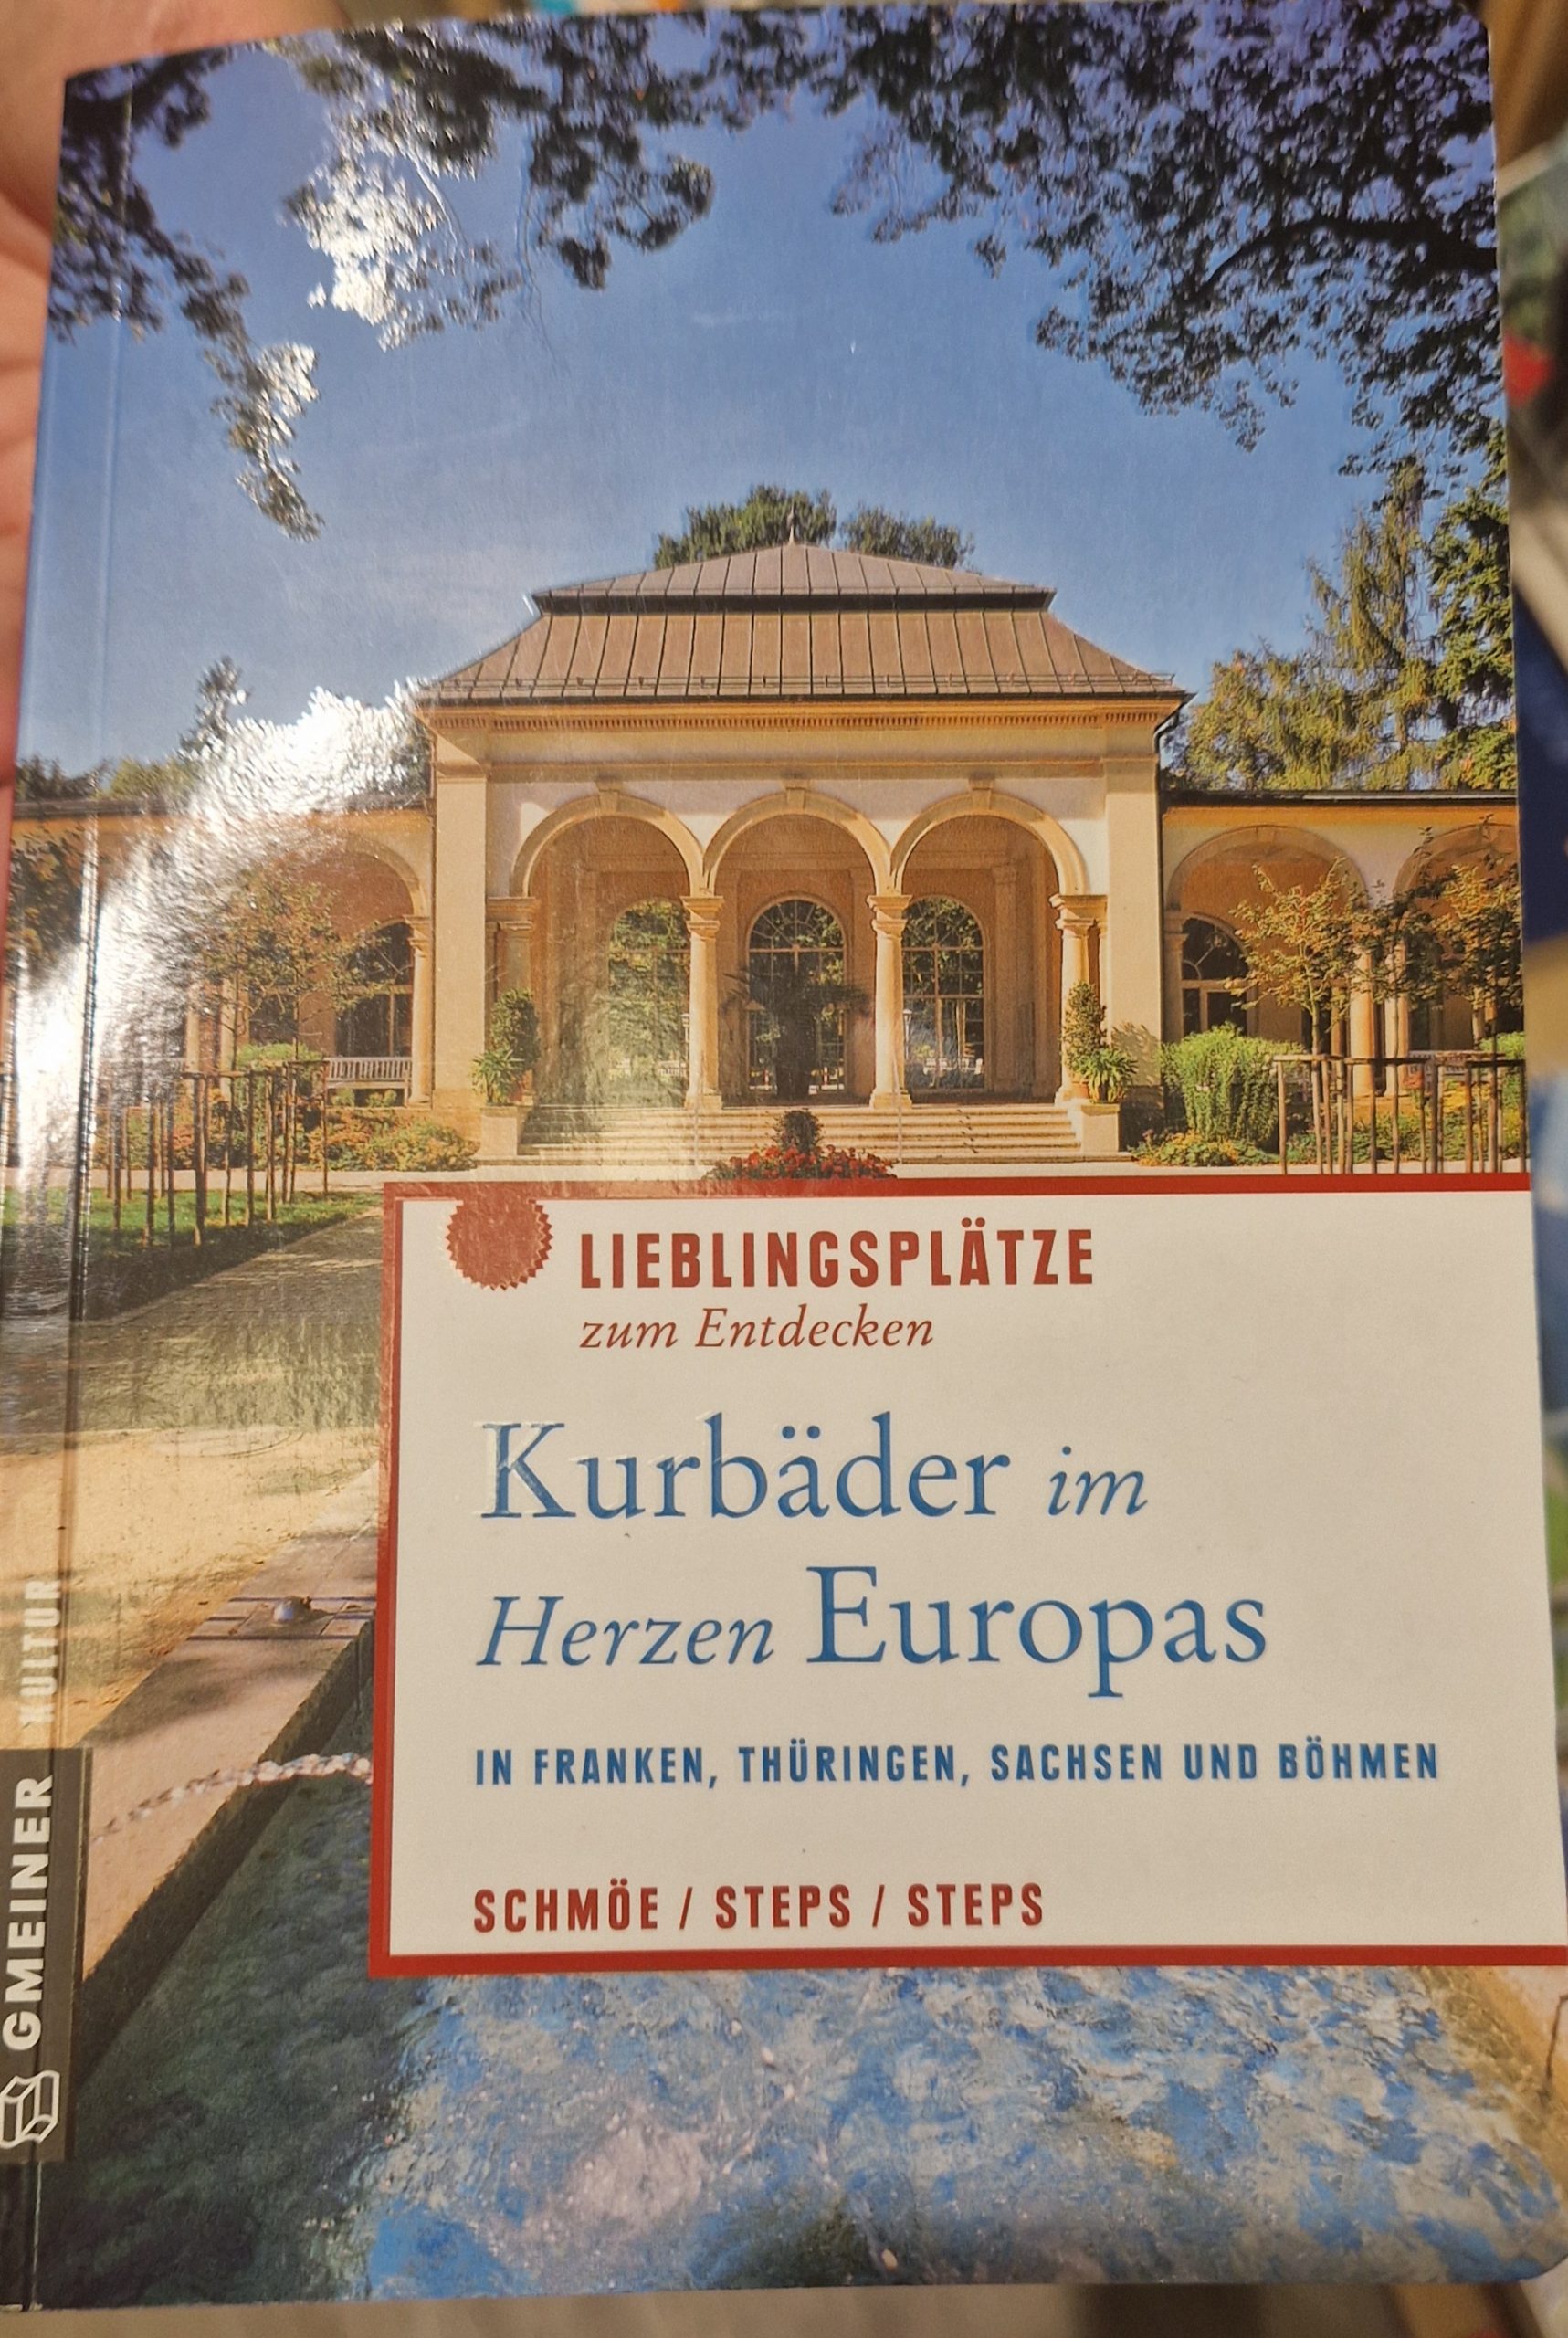 LIEBLINGSPLÄTZE
zum Entdecken
Kurbäder im
Herzen Europas
IN FRANKEN, THÜRINGEN, SACHSEN UND BÖHMEN
SCHMÖE / STEPS / STEPS
KULTUR
GMEINER